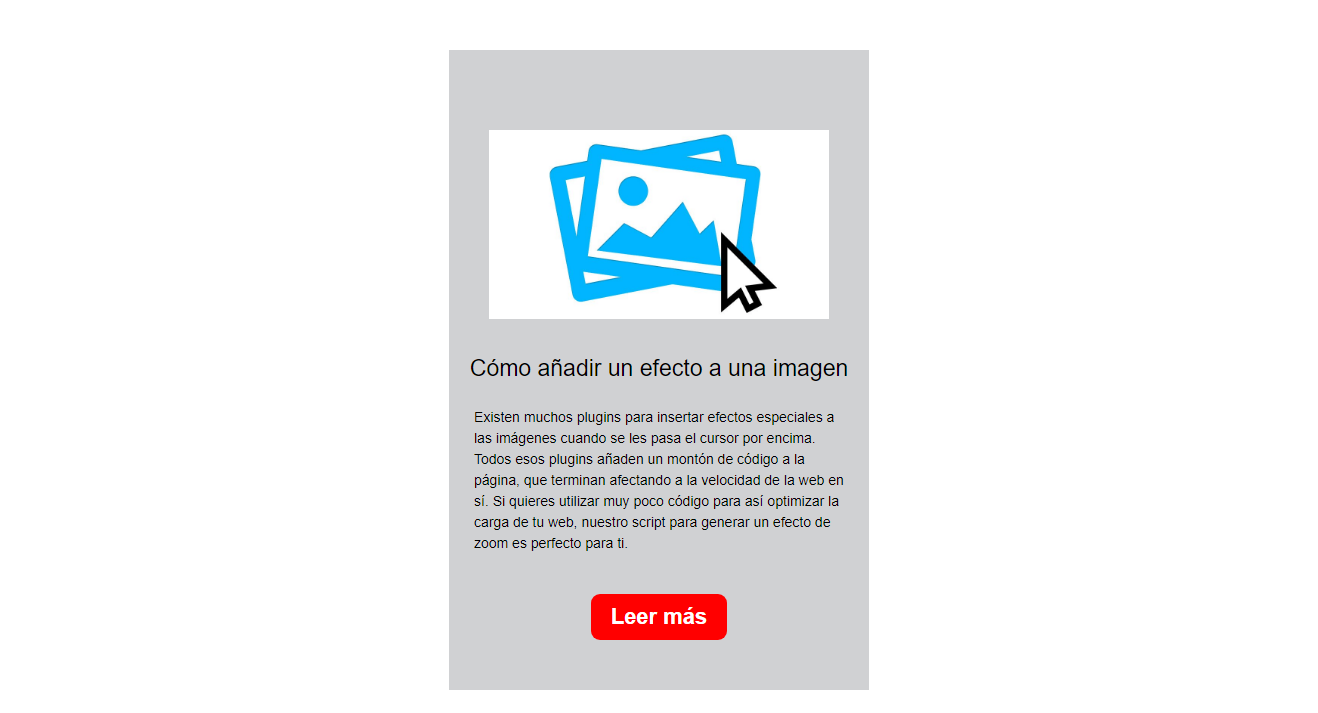 Cómo añadir un efecto a una imagen
Existen muchos plugins para insertar efectos especiales a
las imágenes cuando se les pasa el cursor por encima.
Todos esos plugins añaden un montón de código a la
página, que terminan afectando a la velocidad de la web en
sí. Si quieres utilizar muy poco código para así optimizar la
carga de tu web, nuestro script para generar un efecto de
zoom es perfecto para ti.
Leer más